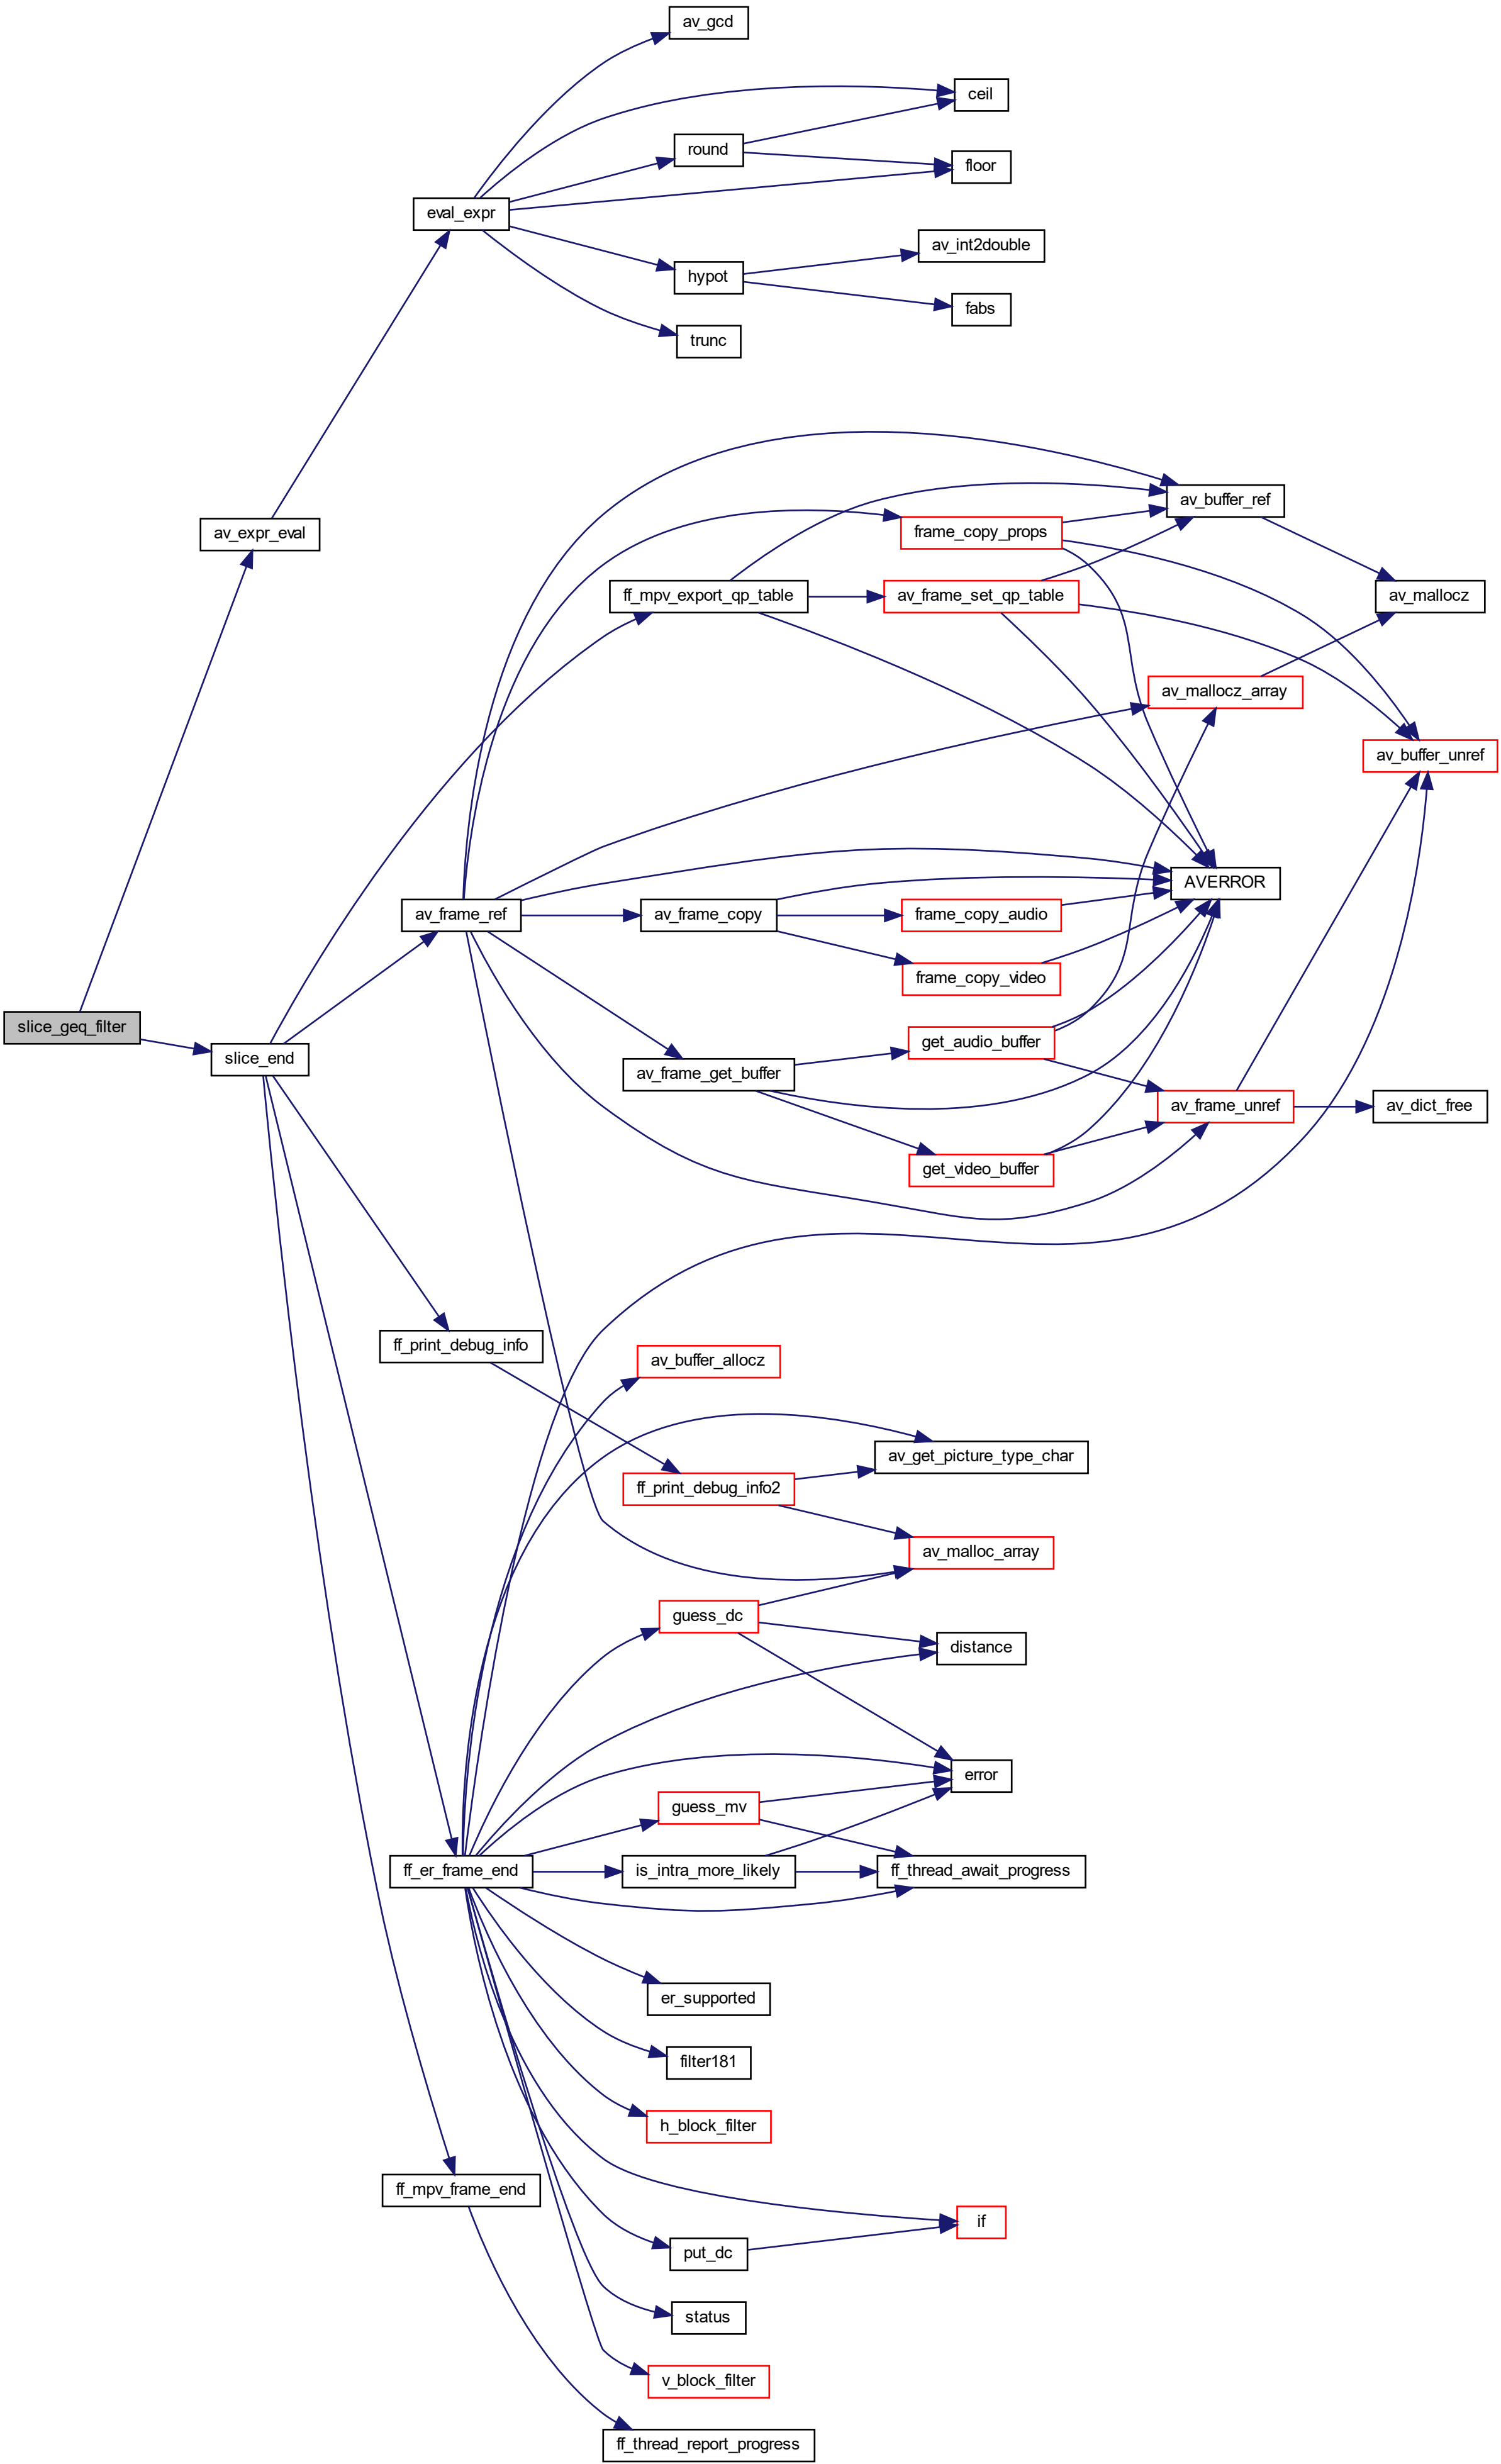 av_gcd
ceil
round
floor
eval_expr
av_int2double
hypot
fabs
trunc
av_buffer_ref
frame_copy_props
av_expr_eval
ff_mpv_export_qp_table
av_frame_set_qp_table
av_mallocz
av_mallocz_array
av_buffer_unref
AVERROR
av_frame_ref
av_frame_copy
frame_copy_audio
frame_copy_video
slice_geq_filter
get_audio_buffer
slice_end
av_frame_get_buffer
av_frame_unref
av_dict_free
get_video_buffer
ff_print_debug_info
av_buffer_allocz
av_get_picture_type_char
ff_print_debug_info2
av_malloc_array
guess_dc
distance
error
guess_mv
ff_er_frame_end
is_intra_more_likely
ff_thread_await_progress
er_supported
filter181
h_block_filter
ff_mpv_frame_end
if
put_dc
status
v_block_filter
ff_thread_report_progress